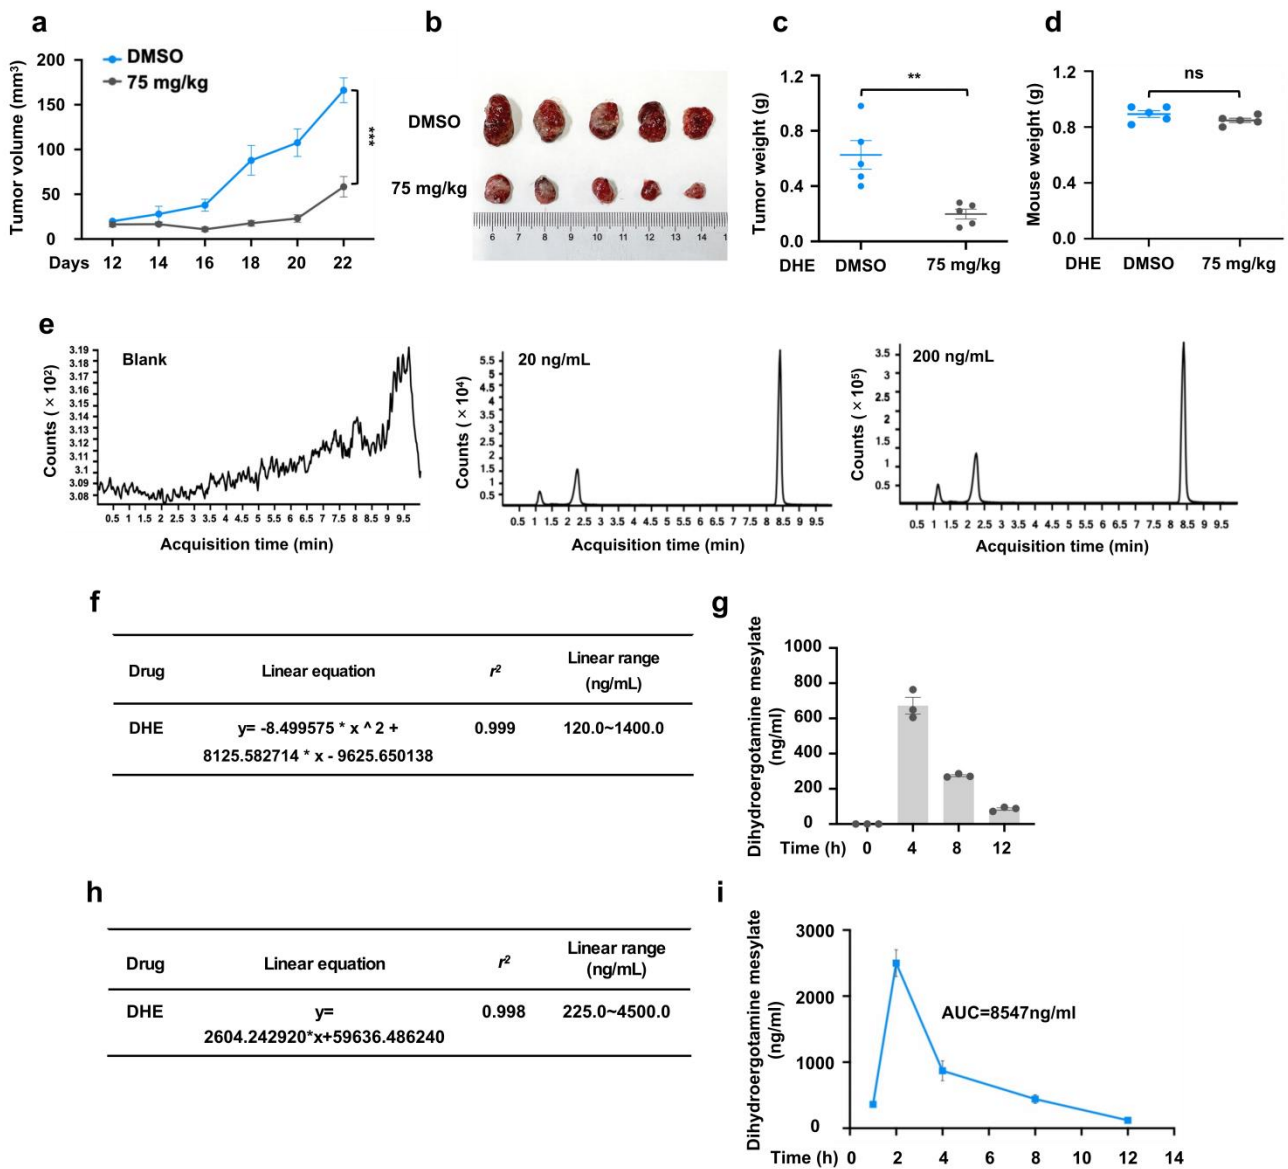 a
Tumor volume (mm³)
200
150
100
50
0
DMSO
75 mg/kg
***
Days 12 14 16 18 20 22
b
DMSO
75 mg/kg
6 7 8 9 10 11 12 13 14
c
Tumor weight (g)
1.2
0.8
0.4
0.0
**
DHE DMSO 75 mg/kg
d
Mouse weight (g)
1.2
0.8
0.4
0.0
ns
DHE DMSO 75 mg/kg
e
Blank
Counts ( × 10²)
3.19
3.18
3.17
3.16
3.15
3.14
3.13
3.12
3.11
3.1
3.09
3.08
0.5 1 1.5 2 2.5 3 3.5 4 4.5 5 5.5 6 6.5 7 7.5 8 8.5 9 9.5
Acquisition time (min)
20 ng/mL
Counts ( × 10⁴)
5.5
5
4.5
4
3.5
3
2.5
2
1.5
1
0.5
0.5 1 1.5 2 2.5 3 3.5 4 4.5 5 5.5 6 6.5 7 7.5 8 8.5 9 9.5
Acquisition time (min)
200 ng/mL
Counts ( × 10⁵)
3.5
3
2.5
2
1.5
1
0.5
0.5 1 1.5 2 2.5 3 3.5 4 4.5 5 5.5 6 6.5 7 7.5 8 8.5 9 9.5
Acquisition time (min)
f
Drug Linear equation r² Linear range
(ng/mL)
DHE y= -8.499575 * x ^ 2 + 0.999 120.0~1400.0
8125.582714 * x - 9625.650138
g
Dihydroergotamine mesylate
(ng/ml)
1000
800
600
400
200
0
Time (h) 0 4 8 12
h
Drug Linear equation r² Linear range
(ng/mL)
DHE y= 0.998 225.0~4500.0
2604.242920*x+59636.486240
i
Dihydroergotamine mesylate
(ng/ml)
3000
2000
1000
0
AUC=8547ng/ml
Time (h) 0 2 4 6 8 10 12 14